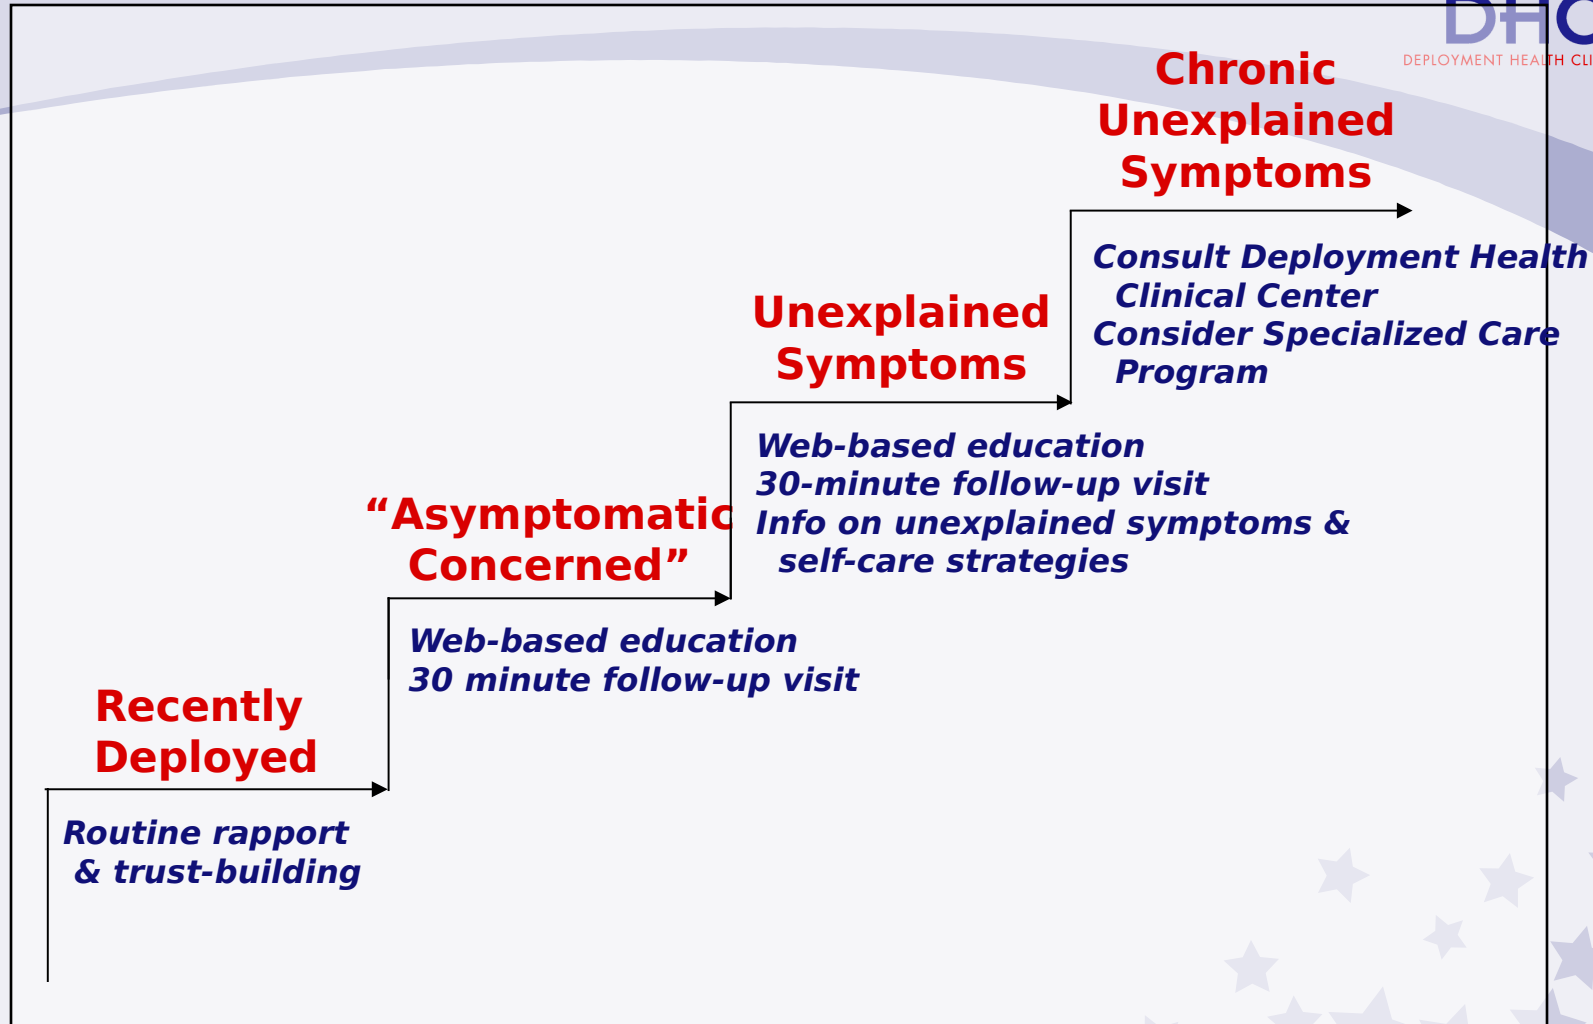 DHC
DEPLOYMENT HEALTH CLI
Chronic
Unexplained
Symptoms
Consult Deployment Health
Clinical Center
Consider Specialized Care
Program
Unexplained
Symptoms
Web-based education
30-minute follow-up visit
Info on unexplained symptoms &
self-care strategies
“Asymptomatic
Concerned”
Web-based education
30 minute follow-up visit
Recently
Deployed
Routine rapport
& trust-building